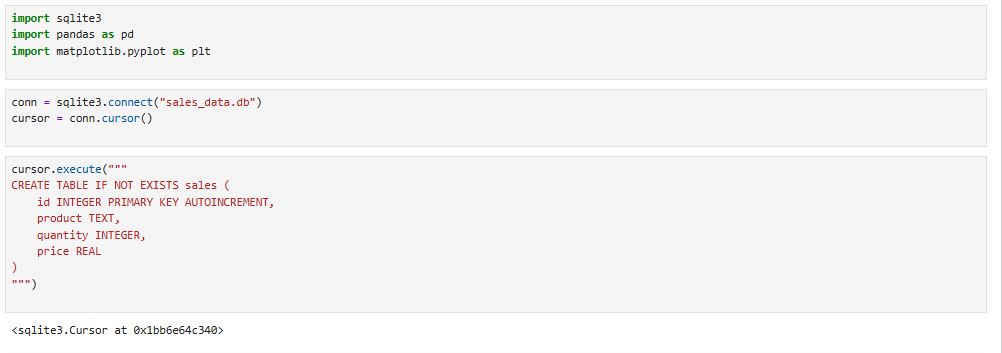 import sqlite3
import pandas as pd
import matplotlib.pyplot as plt
conn = sqlite3.connect("sales_data.db")
cursor = conn.cursor()
cursor.execute("""
CREATE TABLE IF NOT EXISTS sales (
    id INTEGER PRIMARY KEY AUTOINCREMENT,
    product TEXT,
    quantity INTEGER,
    price REAL
)
""")
<sqlite3.Cursor at 0x1bb6e64c340>